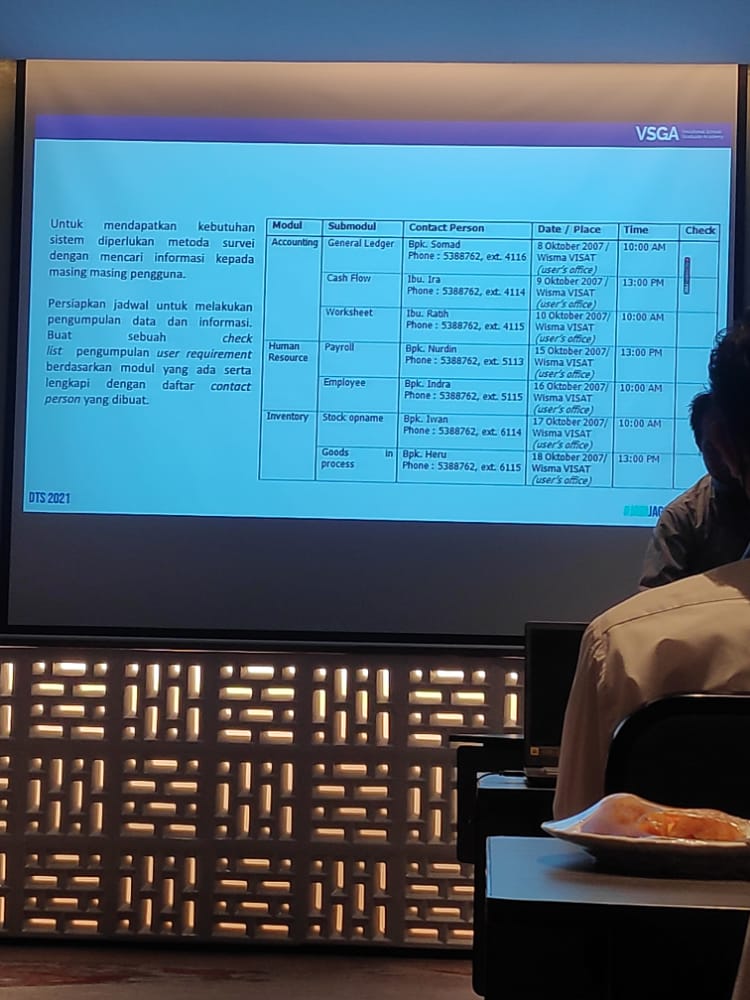 VSGA
Untuk mendapatkan kebutuhan
sistem diperlukan metoda survei
dengan mencari informasi kepada
masing masing pengguna.
Persiapkan jadwal untuk melakukan
pengumpulan data dan informasi.
Buat sebuah check
list pengumpulan user requirement
berdasarkan modul yang ada serta
lengkapi dengan daftar contact
person yang dibuat.
Modul Submodul Contact Person Date / Place Time Check
Accounting General Ledger Bpk. Somad 8 Oktober 2007 / 10:00 AM
Phone : 5388762, ext. 4116 Wisma VISAT
(user's office)
Cash Flow Ibu. Ira 9 Oktober 2007 / 13:00 PM
Phone : 5388762, ext. 4114 Wisma VISAT
(user's office)
Worksheet Ibu. Ratih 10 Oktober 2007/ 10:00 AM
Phone : 5388762, ext. 4115 Wisma VISAT
(user's office)
Human Payroll Bpk. Nurdin 15 Oktober 2007/ 13:00 PM
Resource Phone : 5388762, ext. 5113 Wisma VISAT
(user's office)
Employee Bpk. Indra 16 Oktober 2007/ 10:00 AM
Phone : 5388762, ext. 5115 Wisma VISAT
(user's office)
Inventory Stock opname Bpk. Iwan 17 Oktober 2007/ 10:00 AM
Phone : 5388762, ext. 6114 Wisma VISAT
(user's office)
Goods in Bpk. Heru 18 Oktober 2007/ 13:00 PM
process Phone : 5388762, ext. 6115 Wisma VISAT
(user's office)
DTS 2021